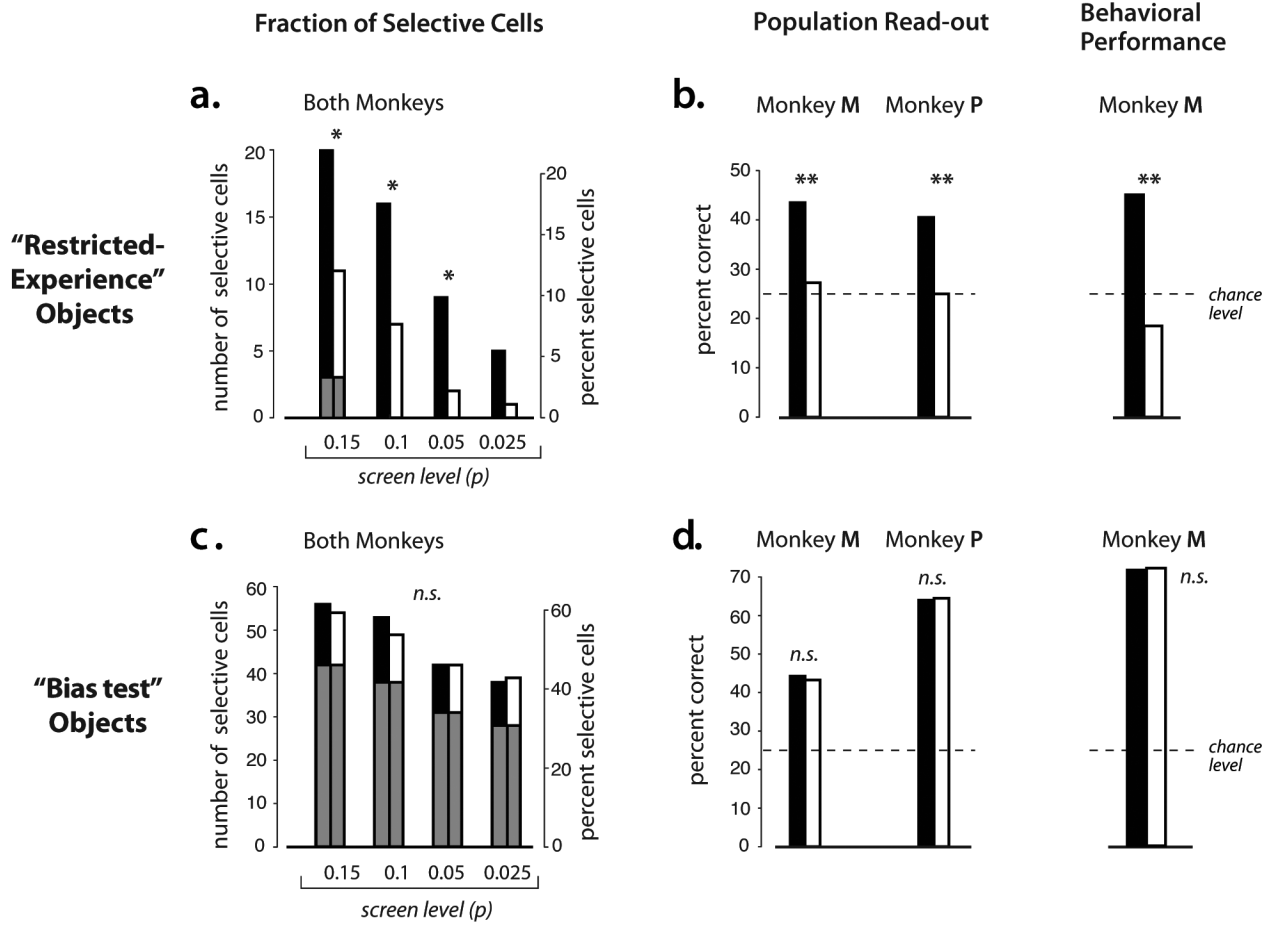 Fraction of Selective Cells
Population Read-out
Behavioral
Performance
"Restricted-
Experience"
Objects
a.
Both Monkeys
number of selective cells
20
15
10
5
0
*
*
*
20
15
10
5
0
percent selective cells
0.15 0.1 0.05 0.025
screen level (p)
b.
Monkey M
Monkey P
Monkey M
percent correct
50
40
30
20
10
0
**
**
**
chance
level
"Bias test"
Objects
c.
Both Monkeys
number of selective cells
60
50
40
30
20
10
0
n.s.
60
40
20
0
percent selective cells
0.15 0.1 0.05 0.025
screen level (p)
d.
Monkey M
Monkey P
Monkey M
percent correct
70
60
50
40
30
20
10
0
n.s.
n.s.
n.s.
chance
level